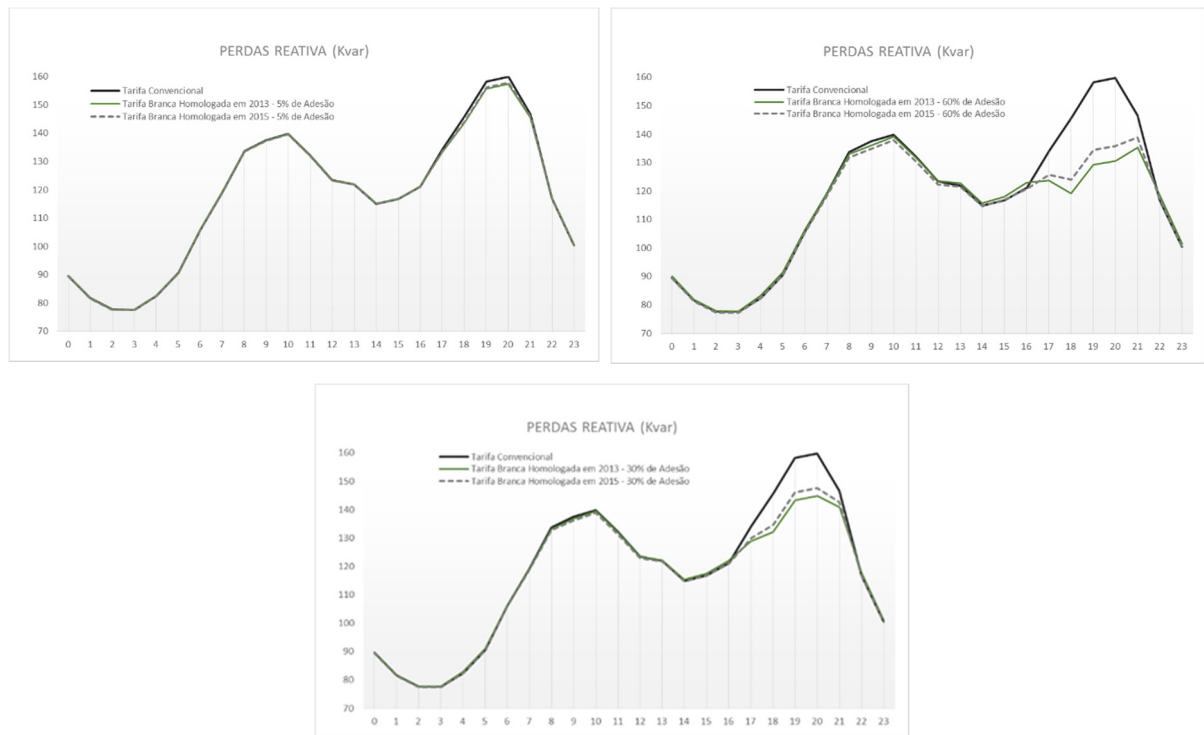 PERDAS REATIVA (Kvar)
160
150
140
130
120
110
100
90
80
70
Tarifa Convencional
Tarifa Branca Homologada em 2013 - 5% de Adesão
Tarifa Branca Homologada em 2015 - 5% de Adesão
0 1 2 3 4 5 6 7 8 9 10 11 12 13 14 15 16 17 18 19 20 21 22 23
PERDAS REATIVA (Kvar)
160
150
140
130
120
110
100
90
80
70
Tarifa Convencional
Tarifa Branca Homologada em 2013 - 60% de Adesão
Tarifa Branca Homologada em 2015 - 60% de Adesão
0 1 2 3 4 5 6 7 8 9 10 11 12 13 14 15 16 17 18 19 20 21 22 23
PERDAS REATIVA (Kvar)
160
150
140
130
120
110
100
90
80
70
Tarifa Convencional
Tarifa Branca Homologada em 2013 - 30% de Adesão
Tarifa Branca Homologada em 2015 - 30% de Adesão
0 1 2 3 4 5 6 7 8 9 10 11 12 13 14 15 16 17 18 19 20 21 22 23